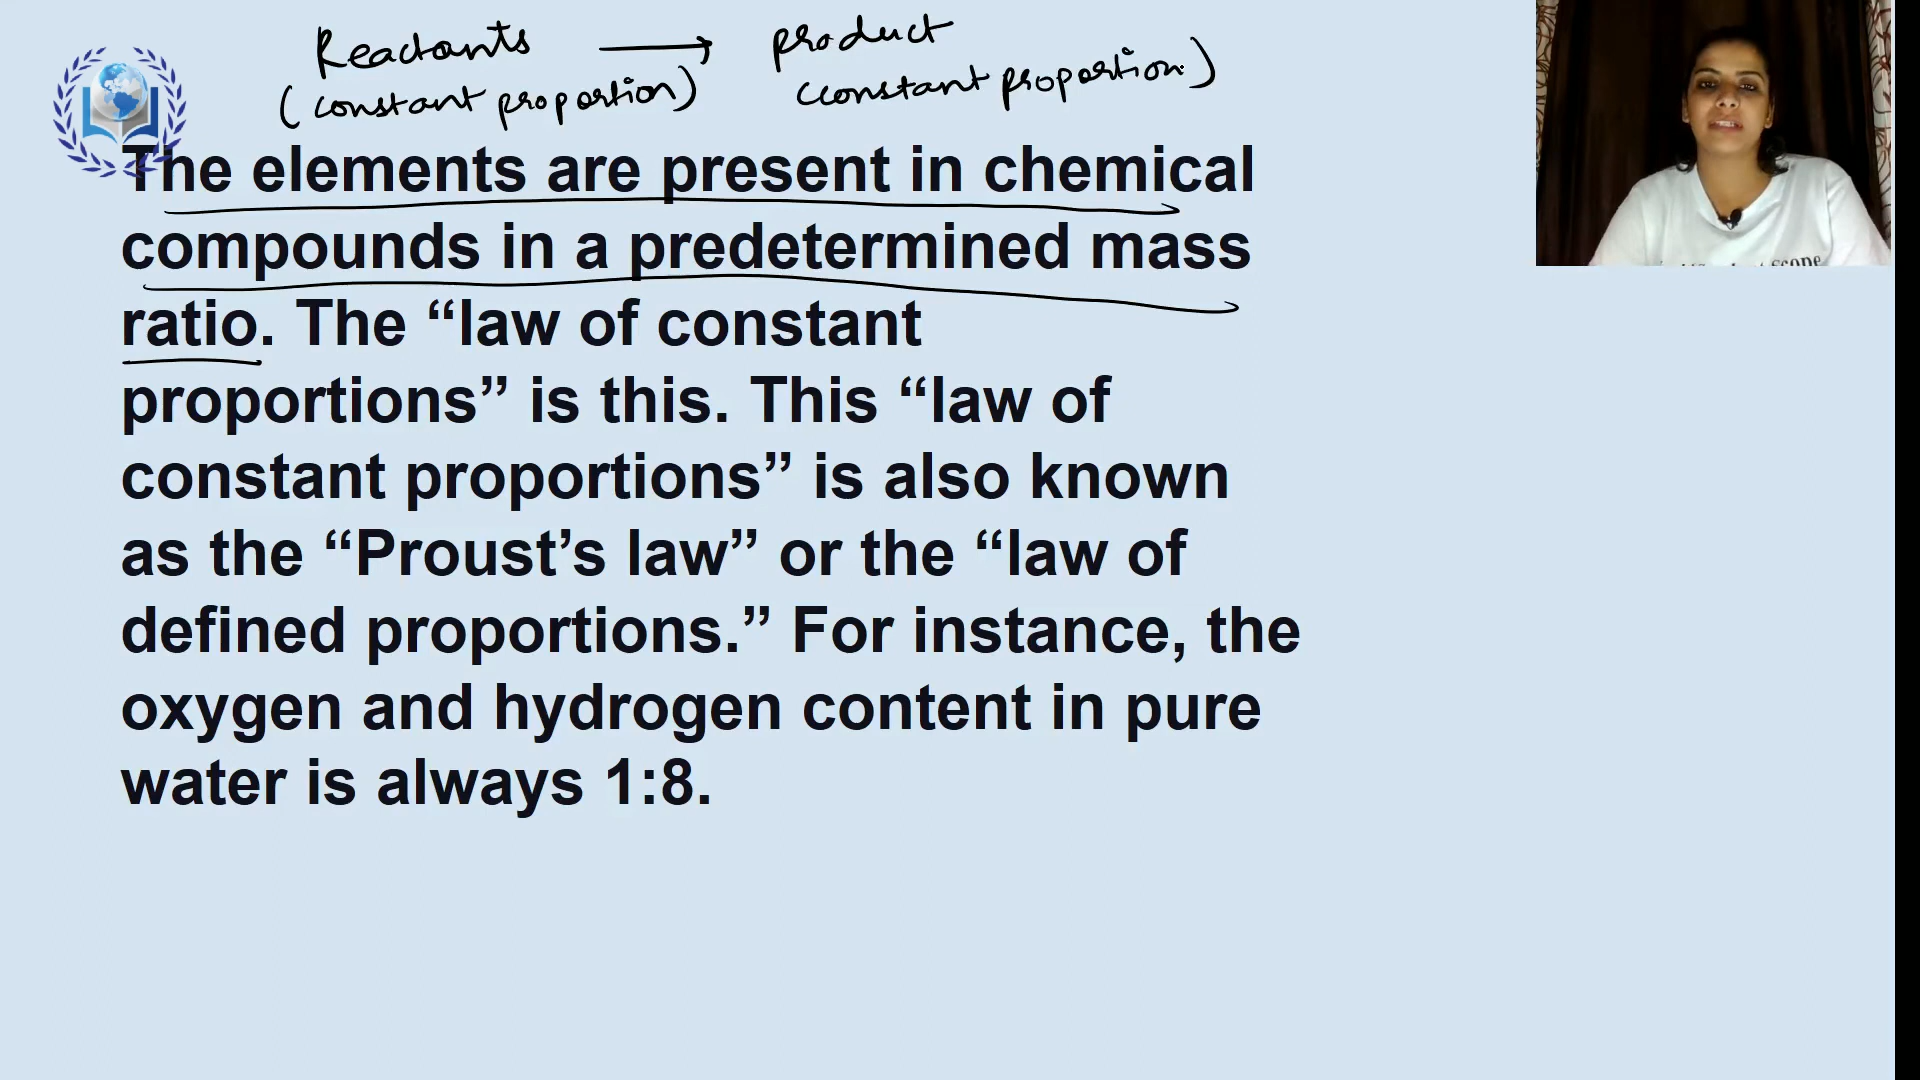 Reactants → product
(constant proportion) (constant proportion)
The elements are present in chemical
compounds in a predetermined mass
ratio. The “law of constant
proportions” is this. This “law of
constant proportions” is also known
as the “Proust’s law” or the “law of
defined proportions.” For instance, the
oxygen and hydrogen content in pure
water is always 1:8.